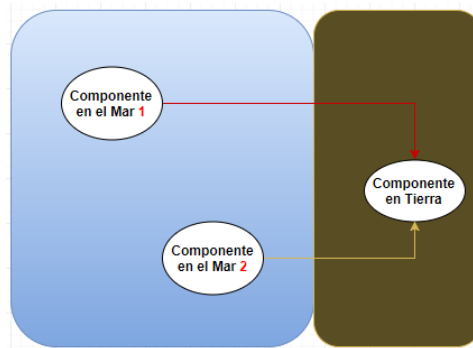 Componente
en el Mar 1
Componente
en Tierra
Componente
en el Mar 2